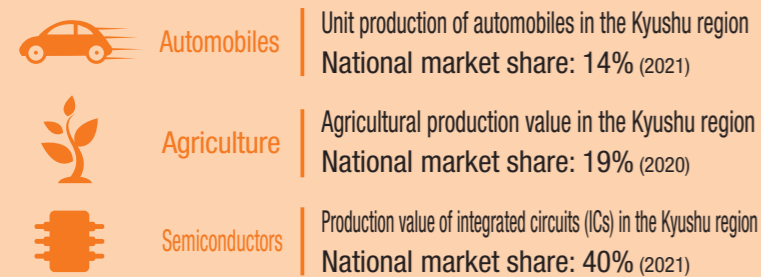 Automobiles
Unit production of automobiles in the Kyushu region
National market share: 14% (2021)
Agriculture
Agricultural production value in the Kyushu region
National market share: 19% (2020)
Semiconductors
Production value of integrated circuits (ICs) in the Kyushu region
National market share: 40% (2021)